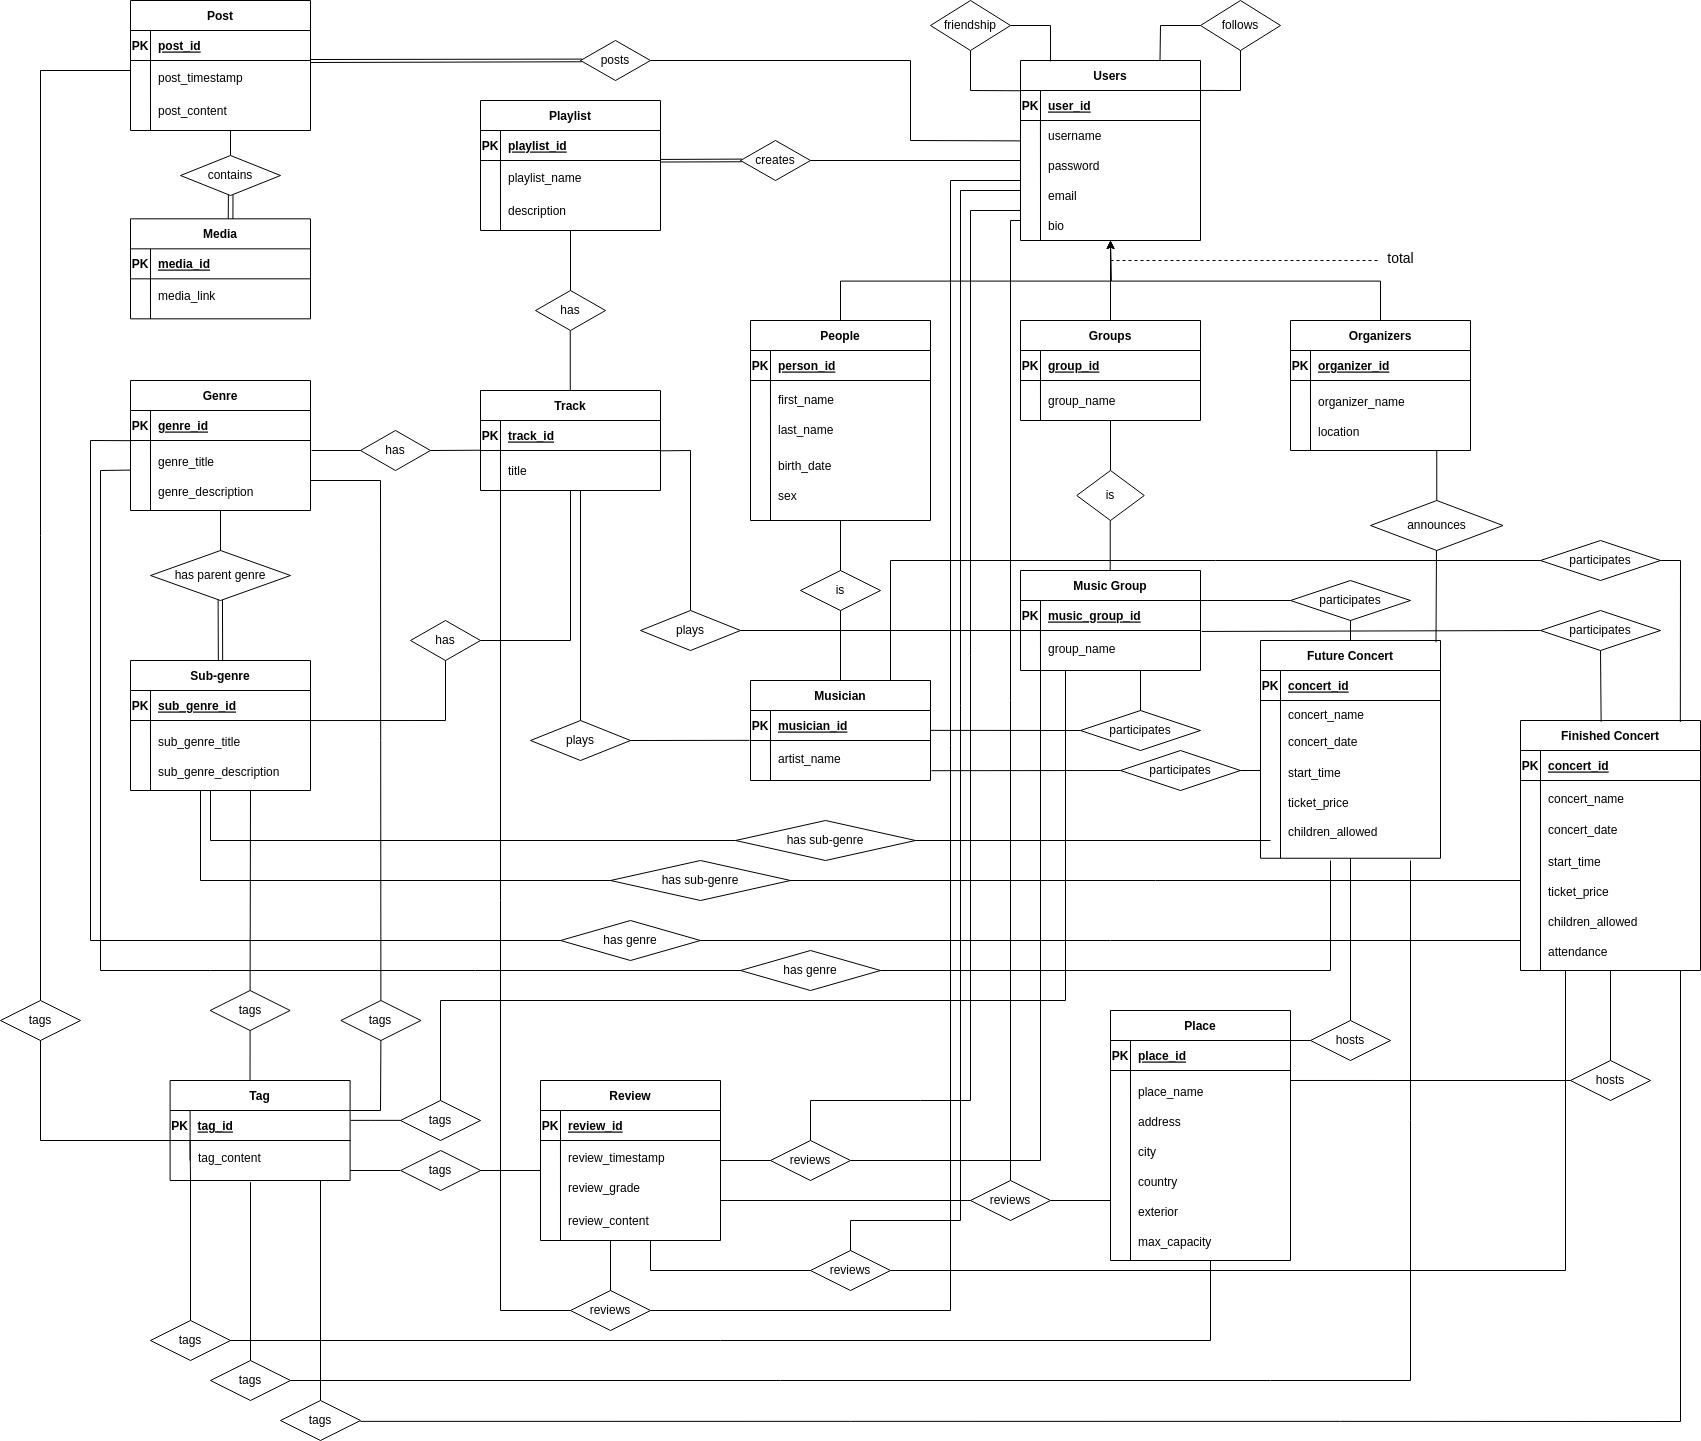 Post
PK post_id
post_timestamp
post_content
posts
friendship
follows
Users
PK user_id
username
password
email
bio
Playlist
PK playlist_id
playlist_name
description
creates
contains
Media
PK media_id
media_link
total
has
People
PK person_id
first_name
last_name
birth_date
sex
Groups
PK group_id
group_name
Organizers
PK organizer_id
organizer_name
location
Genre
PK genre_id
genre_title
genre_description
has
Track
PK track_id
title
is
announces
participates
has parent genre
is
Music Group
PK music_group_id
group_name
participates
participates
has
plays
Sub-genre
PK sub_genre_id
sub_genre_title
sub_genre_description
plays
Musician
PK musician_id
artist_name
participates
participates
Future Concert
PK concert_id
concert_name
concert_date
start_time
ticket_price
children_allowed
Finished Concert
PK concert_id
concert_name
concert_date
start_time
ticket_price
children_allowed
attendance
has sub-genre
has sub-genre
has genre
has genre
tags
tags
tags
Place
PK place_id
place_name
address
city
country
exterior
max_capacity
hosts
hosts
Tag
PK tag_id
tag_content
tags
tags
Review
PK review_id
review_timestamp
review_grade
review_content
reviews
reviews
reviews
reviews
tags
tags
tags